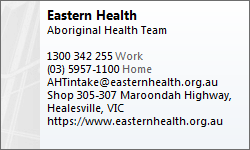 Eastern Health
Aboriginal Health Team
1300 342 255 Work
(03) 5957-1100 Home
AHTintake@easternhealth.org.au
Shop 305-307 Maroondah Highway,
Healesville, VIC
https://www.easternhealth.org.au